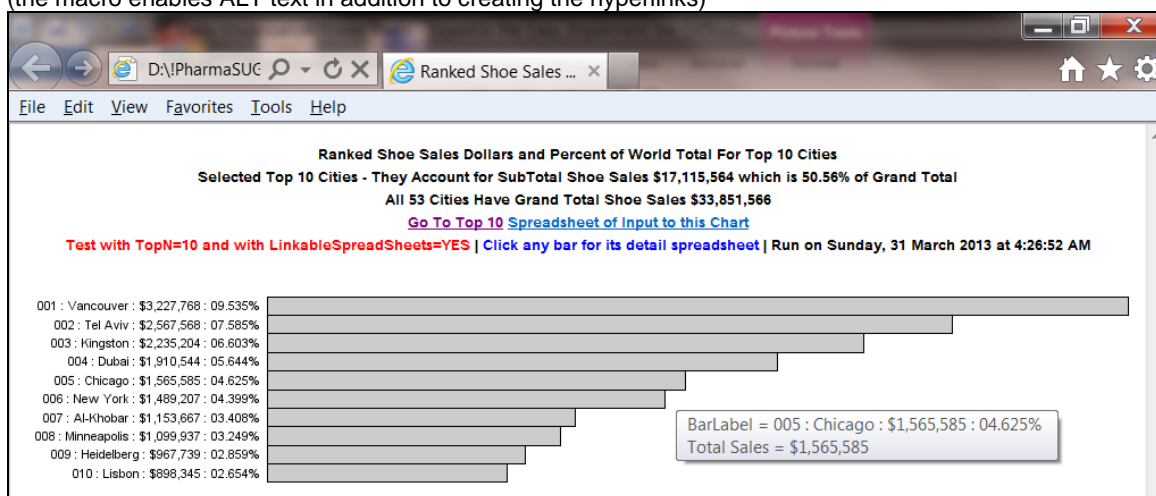 (the macro enables ALT text in addition to creating the hyperlinks)
D:\!PharmaSUG
Ranked Shoe Sales ...
File Edit View Favorites Tools Help
Ranked Shoe Sales Dollars and Percent of World Total For Top 10 Cities
Selected Top 10 Cities - They Account for SubTotal Shoe Sales $17,115,564 which is 50.56% of Grand Total
All 53 Cities Have Grand Total Shoe Sales $33,851,566
Go To Top 10 Spreadsheet of Input to this Chart
Test with TopN=10 and with LinkableSpreadSheets=YES | Click any bar for its detail spreadsheet | Run on Sunday, 31 March 2013 at 4:26:52 AM
001 : Vancouver : $3,227,768 : 09.535%
002 : Tel Aviv : $2,567,568 : 07.585%
003 : Kingston : $2,235,204 : 06.603%
004 : Dubai : $1,910,544 : 05.644%
005 : Chicago : $1,565,585 : 04.625%
006 : New York : $1,489,207 : 04.399%
007 : Al-Khobar : $1,153,667 : 03.408%
008 : Minneapolis : $1,099,937 : 03.249%
009 : Heidelberg : $967,739 : 02.859%
010 : Lisbon : $898,345 : 02.654%
BarLabel = 005 : Chicago : $1,565,585 : 04.625%
Total Sales = $1,565,585